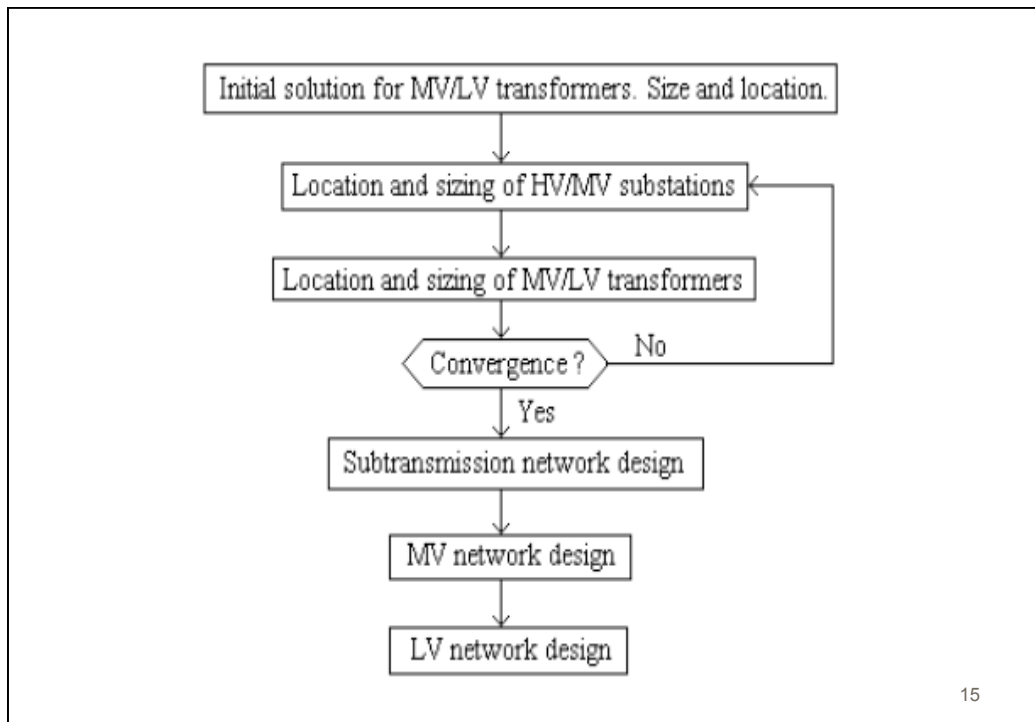 Initial solution for MV/LV transformers. Size and location.
Location and sizing of HV/MV substations
Location and sizing of MV/LV transformers
Convergence ?
No
Yes
Subtransmission network design
MV network design
LV network design
15